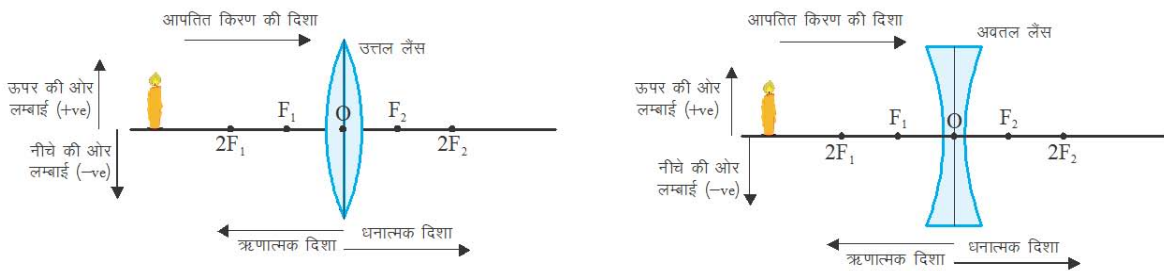 आपतित किरण की दिशा
उत्तल लैंस
ऊपर की ओर
लम्बाई (+ve)
F₁
O
F₂
2F₁
2F₂
नीचे की ओर
लम्बाई (–ve)
ऋणात्मक दिशा
धनात्मक दिशा
आपतित किरण की दिशा
अवतल लैंस
ऊपर की ओर
लम्बाई (+ve)
F₁
O
F₂
2F₁
2F₂
नीचे की ओर
लम्बाई (–ve)
ऋणात्मक दिशा
धनात्मक दिशा